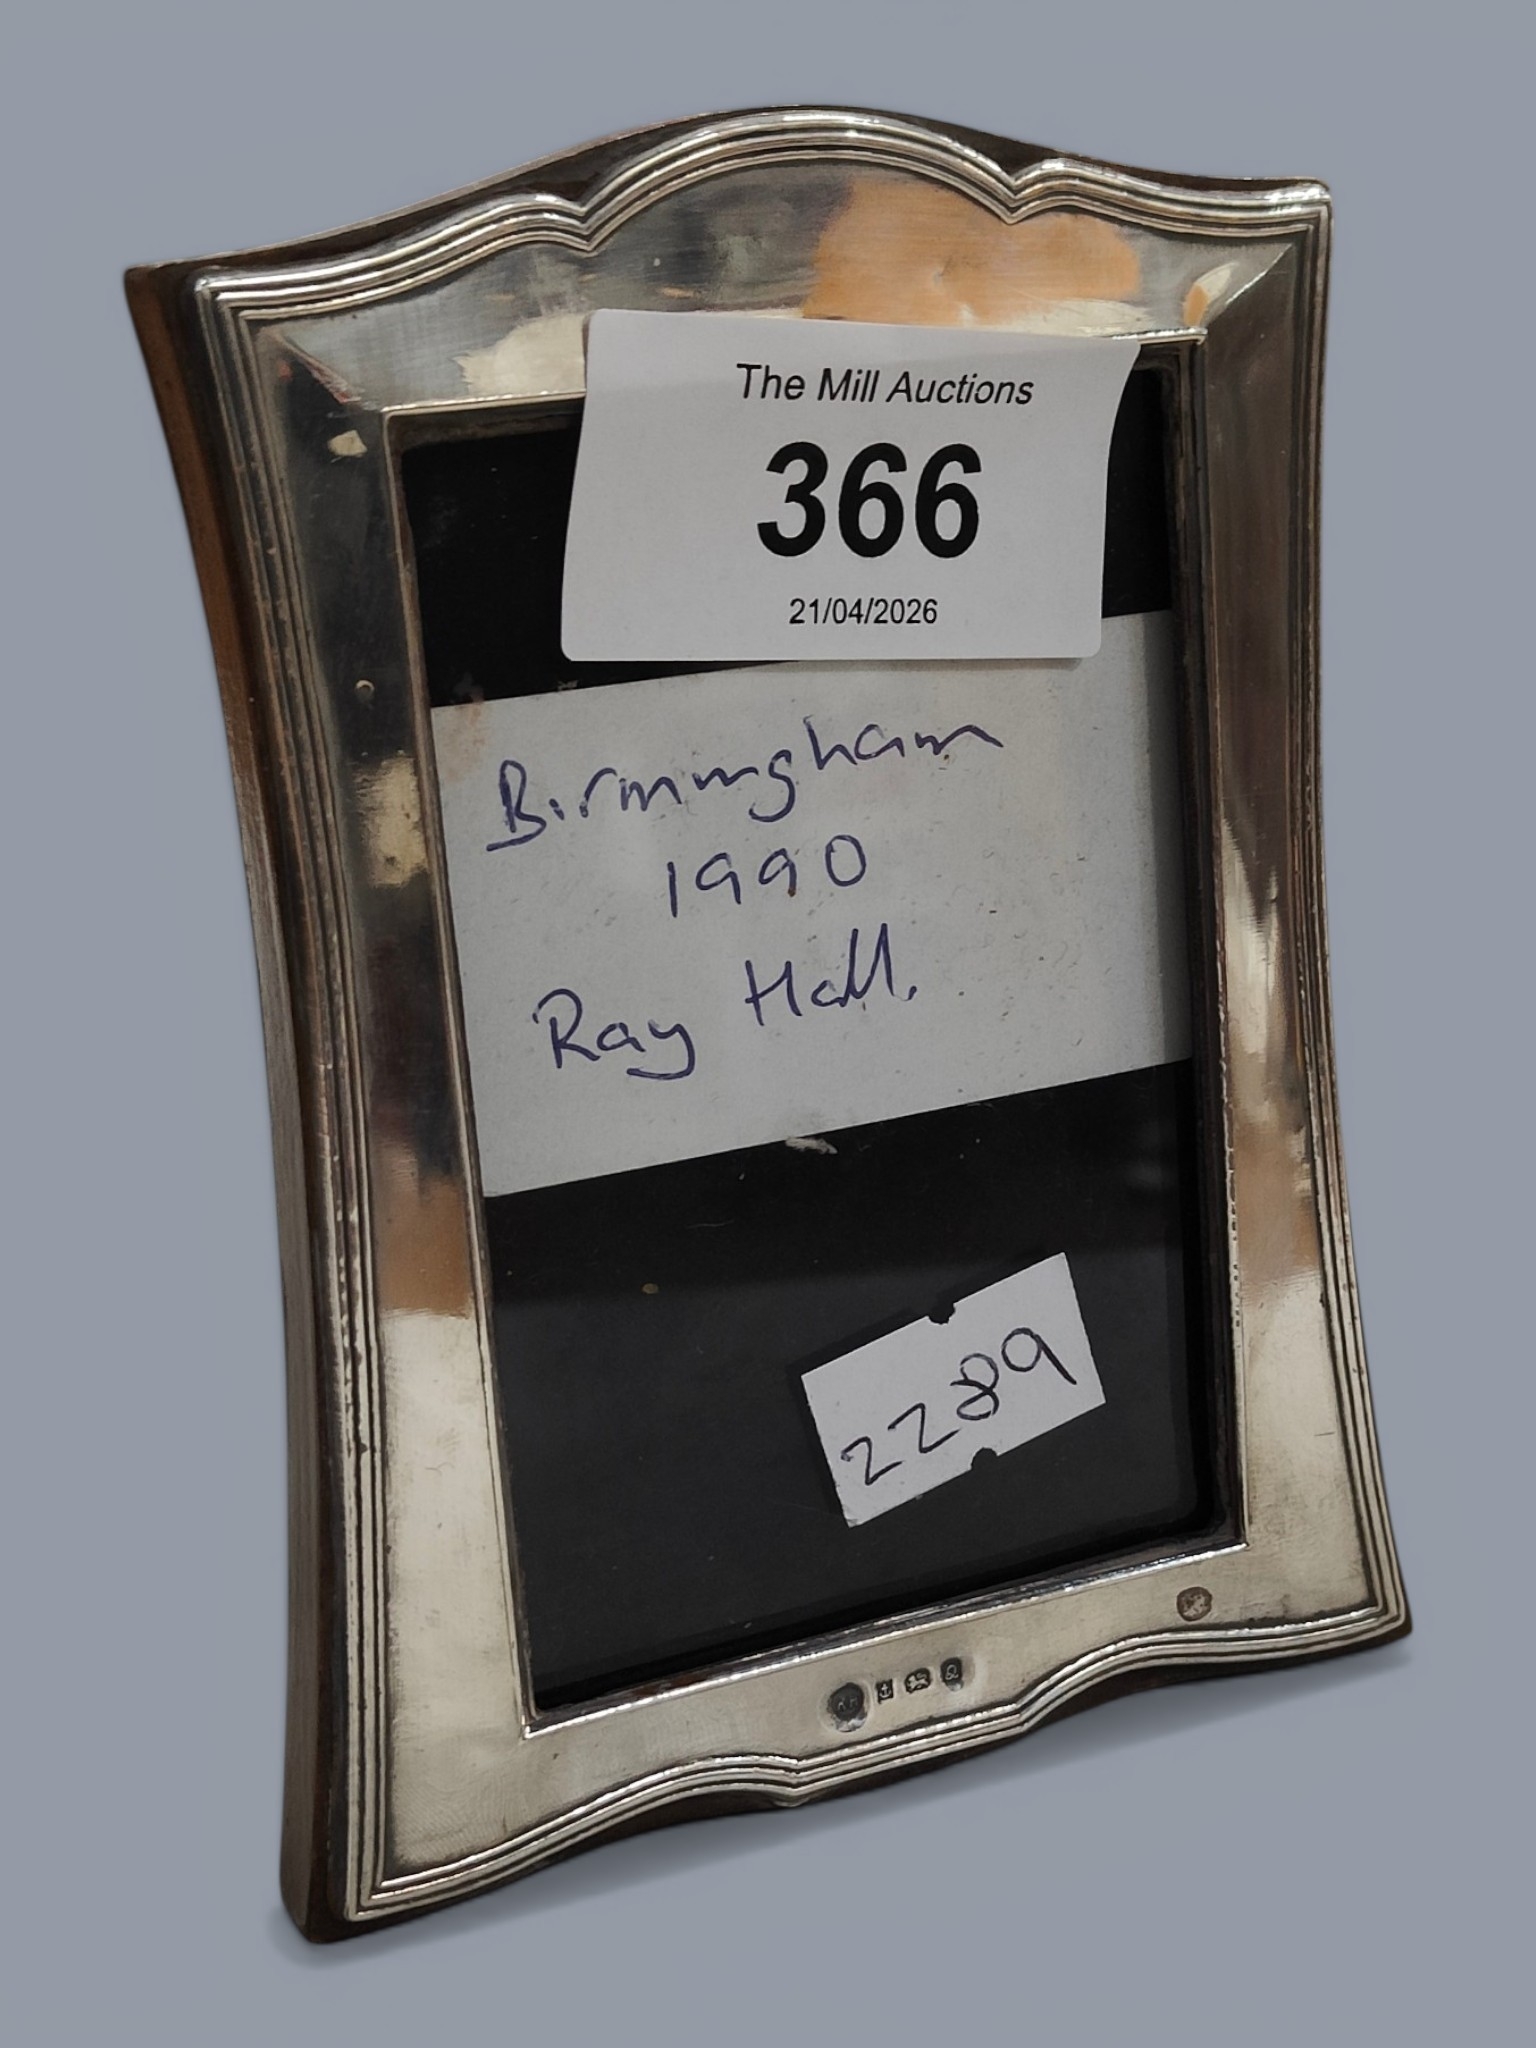 The Mill Auctions
366
21/04/2026
Birmingham
1990
Ray Hall.
2289